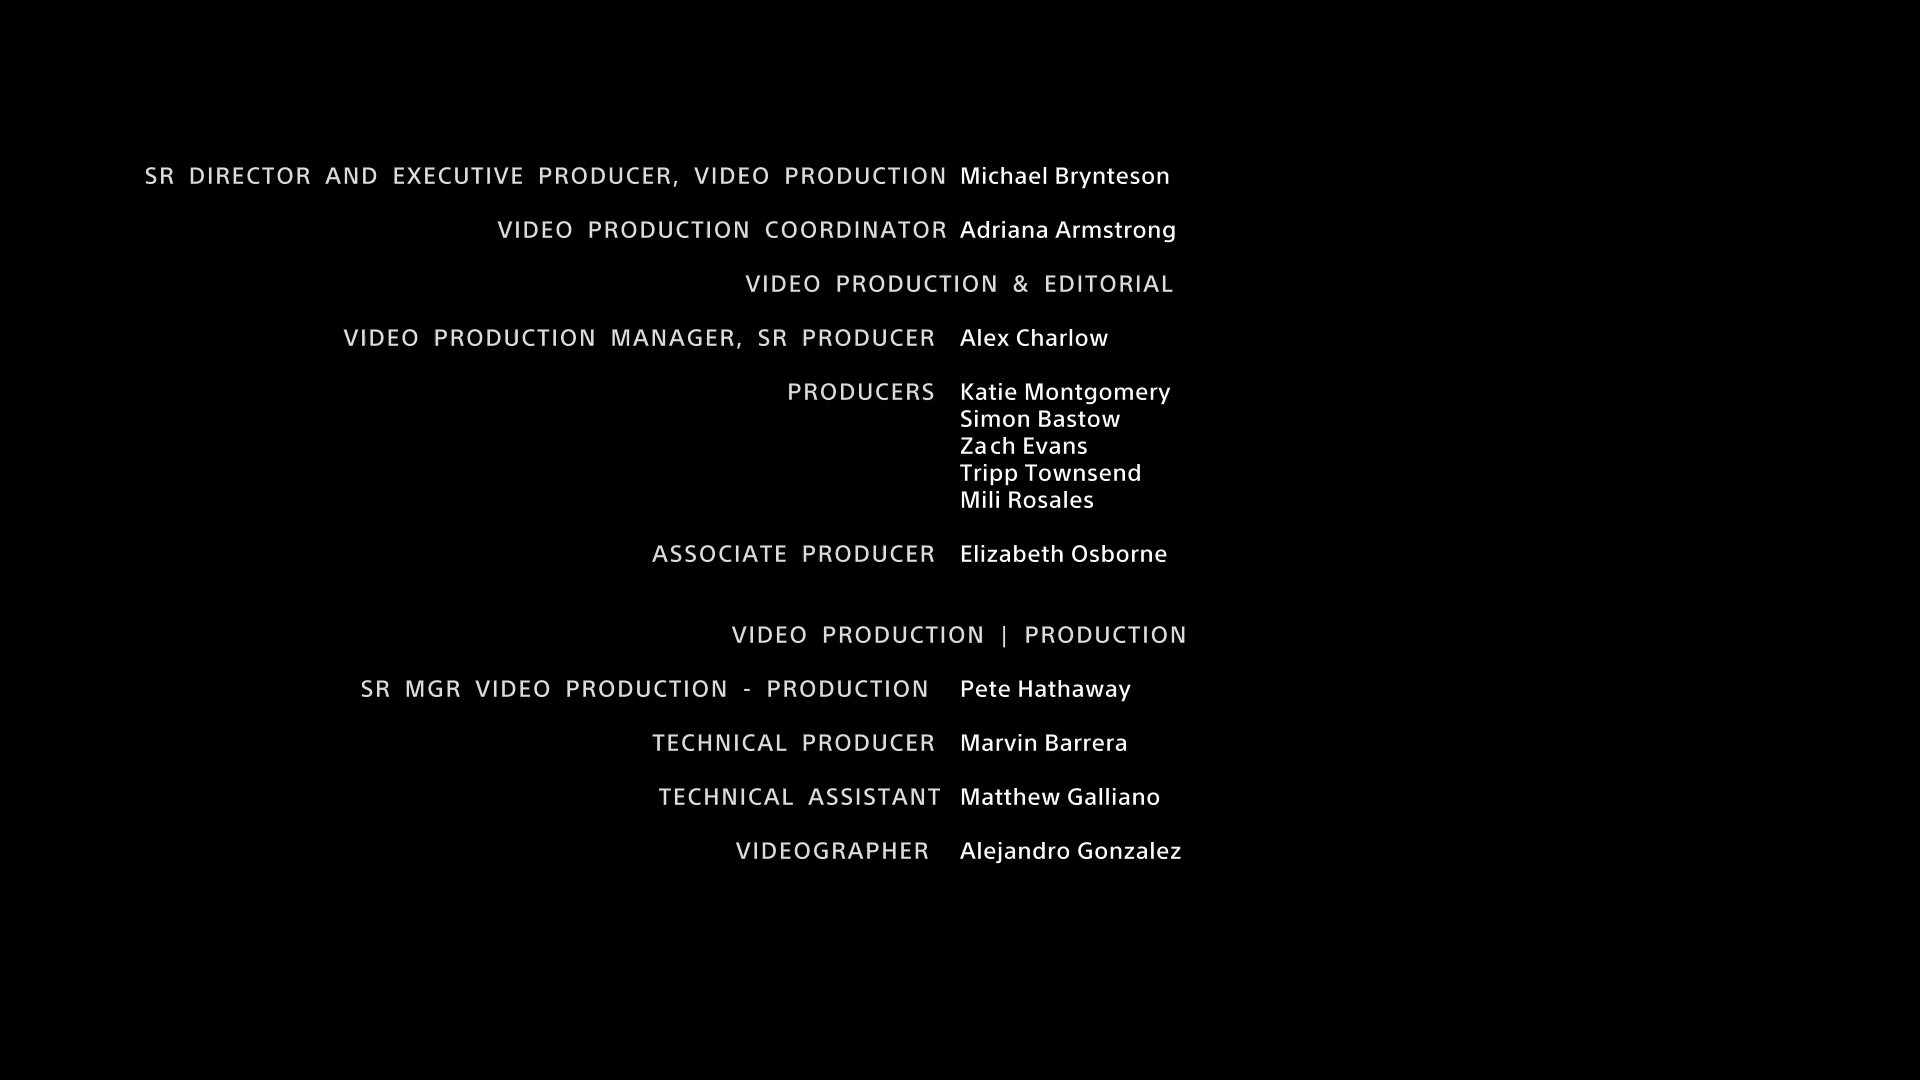 SR DIRECTOR AND EXECUTIVE PRODUCER, VIDEO PRODUCTION Michael Brynteson
VIDEO PRODUCTION COORDINATOR Adriana Armstrong
VIDEO PRODUCTION & EDITORIAL
VIDEO PRODUCTION MANAGER, SR PRODUCER Alex Charlow
PRODUCERS Katie Montgomery
Simon Bastow
Zach Evans
Tripp Townsend
Mili Rosales
ASSOCIATE PRODUCER Elizabeth Osborne
VIDEO PRODUCTION | PRODUCTION
SR MGR VIDEO PRODUCTION - PRODUCTION Pete Hathaway
TECHNICAL PRODUCER Marvin Barrera
TECHNICAL ASSISTANT Matthew Galliano
VIDEOGRAPHER Alejandro Gonzalez